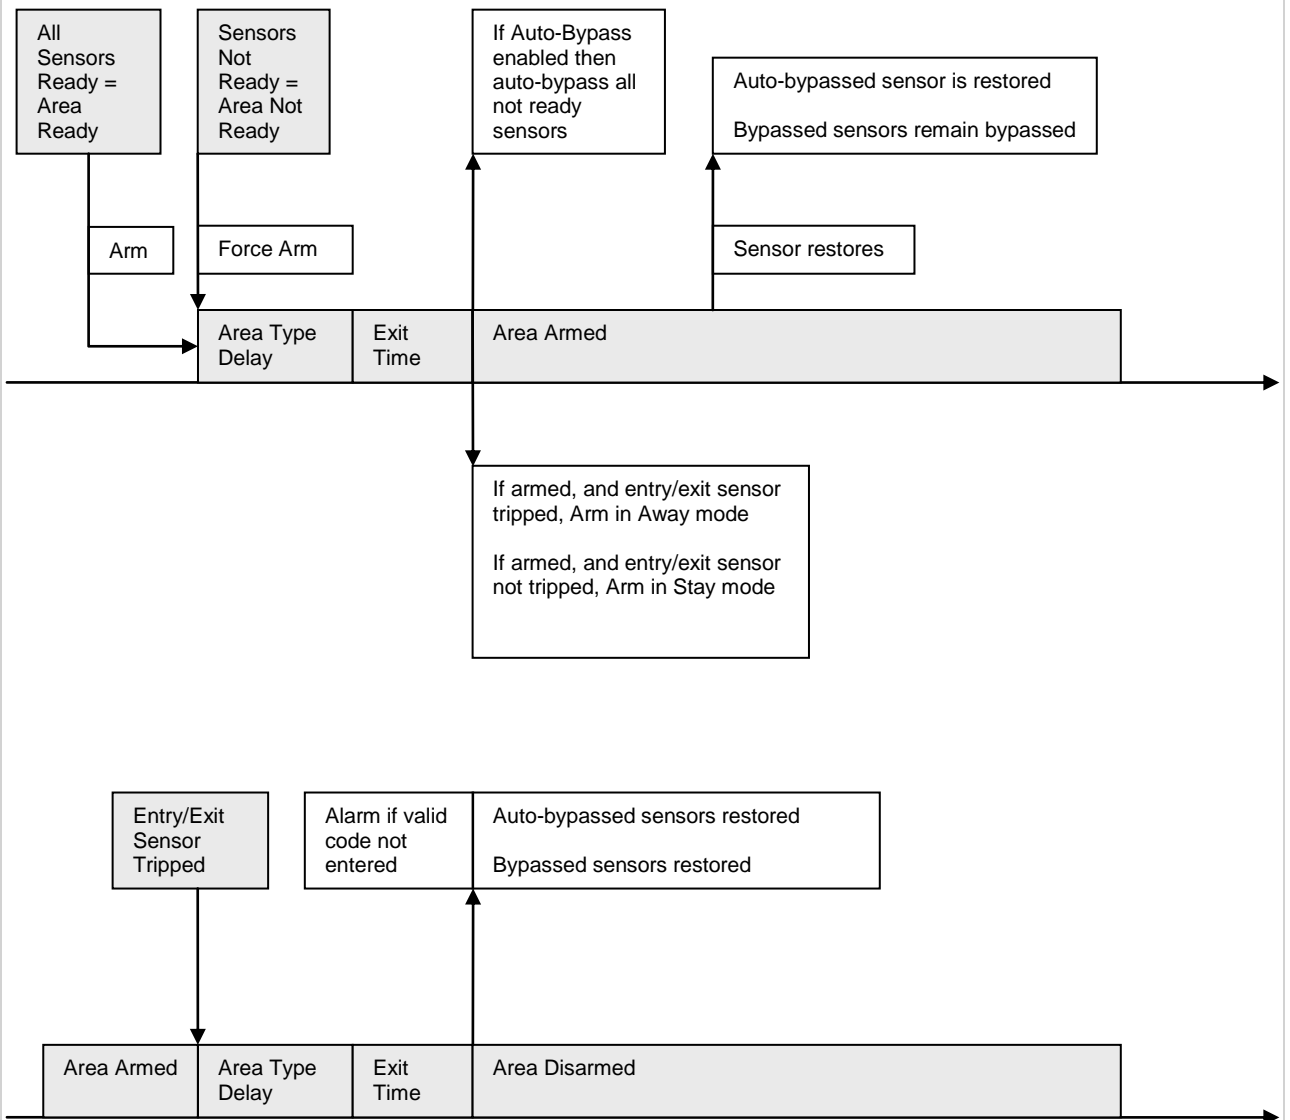 All
Sensors
Ready =
Area
Ready
Sensors
Not
Ready =
Area Not
Ready
If Auto-Bypass
enabled then
auto-bypass all
not ready
sensors
Auto-bypassed sensor is restored
Bypassed sensors remain bypassed
Arm
Force Arm
Sensor restores
Area Type
Delay
Exit
Time
Area Armed
If armed, and entry/exit sensor
tripped, Arm in Away mode
If armed, and entry/exit sensor
not tripped, Arm in Stay mode
Entry/Exit
Sensor
Tripped
Alarm if valid
code not
entered
Auto-bypassed sensors restored
Bypassed sensors restored
Area Armed
Area Type
Delay
Exit
Time
Area Disarmed